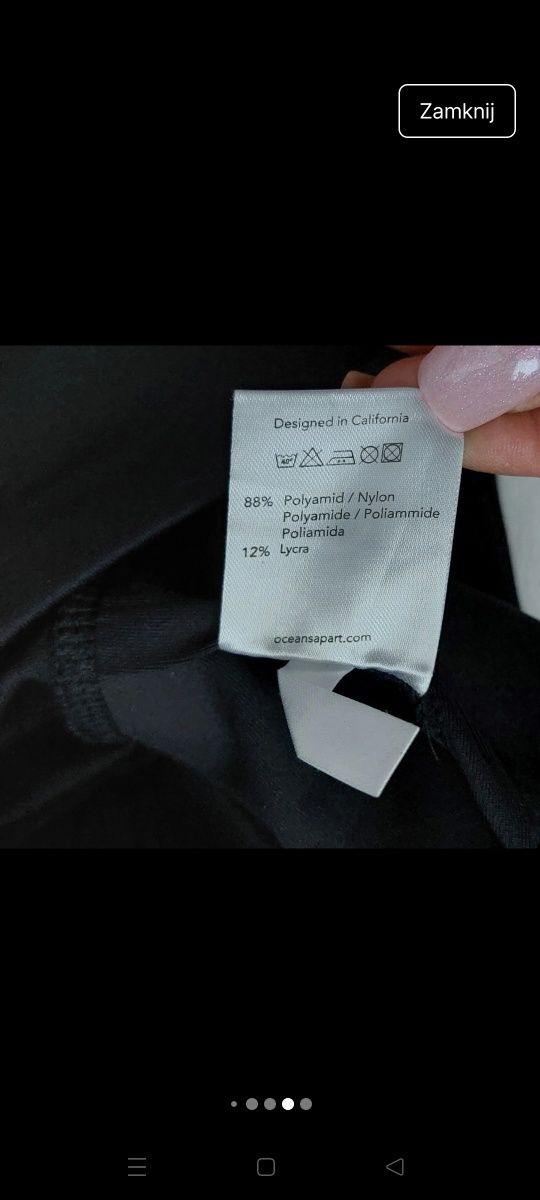 Zamknij
Designed in California
40°
88% Polyamid / Nylon
Polyamide / Poliammide
Poliamida
12% Lycra
oceansapart.com